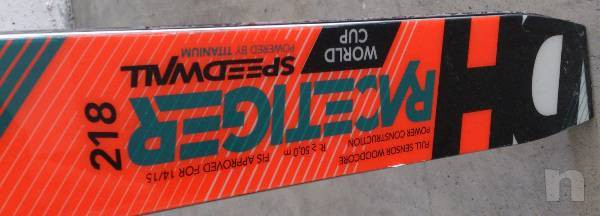 FULL SENSOR WOODCORE
POWER CONSTRUCTION
R: ≥ 50,0 m
FIS APPROVED FOR 14/15
218
RACETIGER
SPEEDWALL
POWERED BY TITANIUM
WORLD
CUP
DH
n